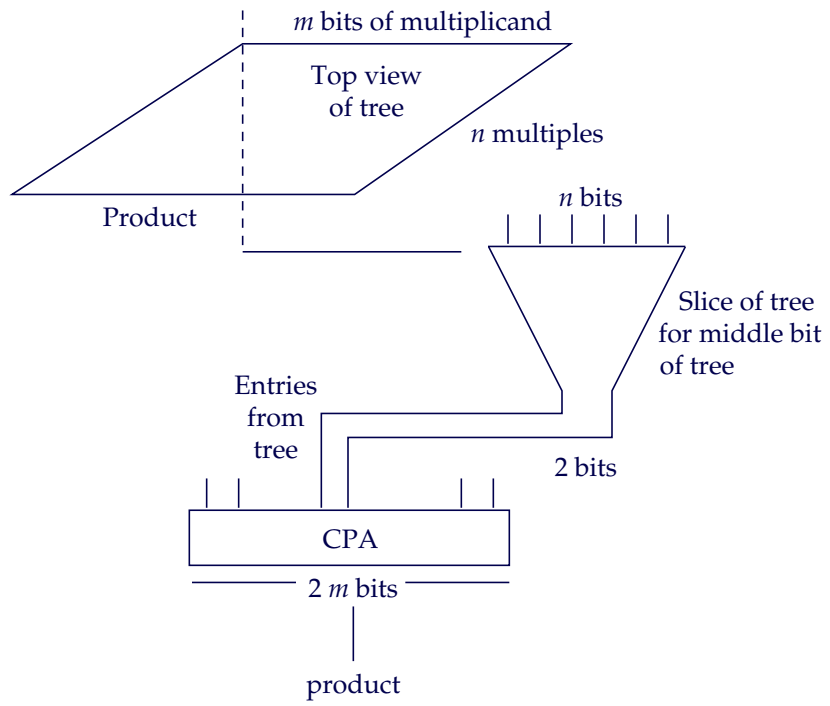 m bits of multiplicand
Top view
of tree
n multiples
Product
n bits
Slice of tree
for middle bit
of tree
Entries
from
tree
2 bits
CPA
2 m bits
product